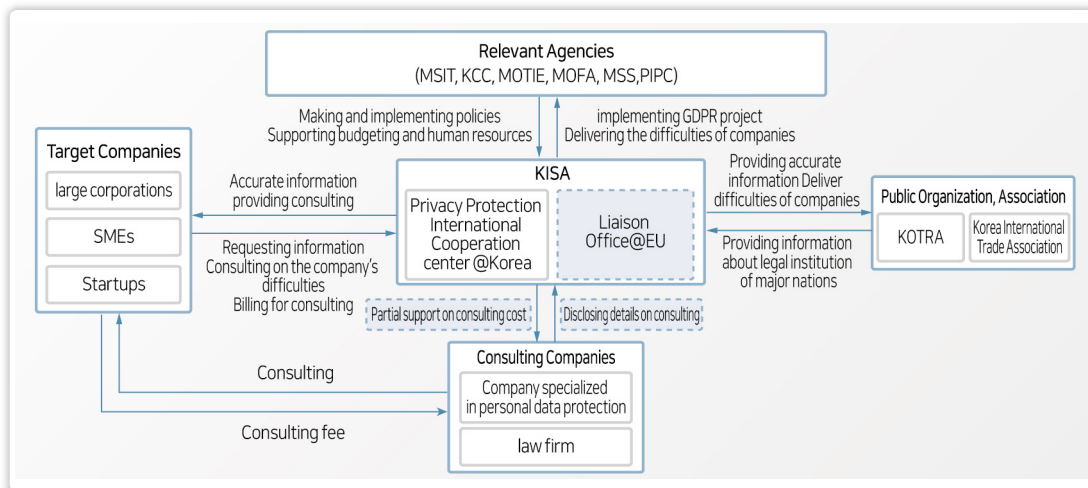 Relevant Agencies
(MSIT, KCC, MOTIE, MOFA, MSS,PIPC)
Making and implementing policies
Supporting budgeting and human resources
implementing GDPR project
Delivering the difficulties of companies
Target Companies
large corporations
SMEs
Startups
Accurate information
providing consulting
Requesting information
Consulting on the company's
difficulties
Billing for consulting
KISA
Privacy Protection
International
Cooperation
center @Korea
Liaison
Office@EU
Providing accurate
information Deliver
difficulties of companies
Providing information
about legal institution
of major nations
Public Organization, Association
KOTRA
Korea International
Trade Association
Partial support on consulting cost
Disclosing details on consulting
Consulting Companies
Company specialized
in personal data protection
law firm
Consulting
Consulting fee